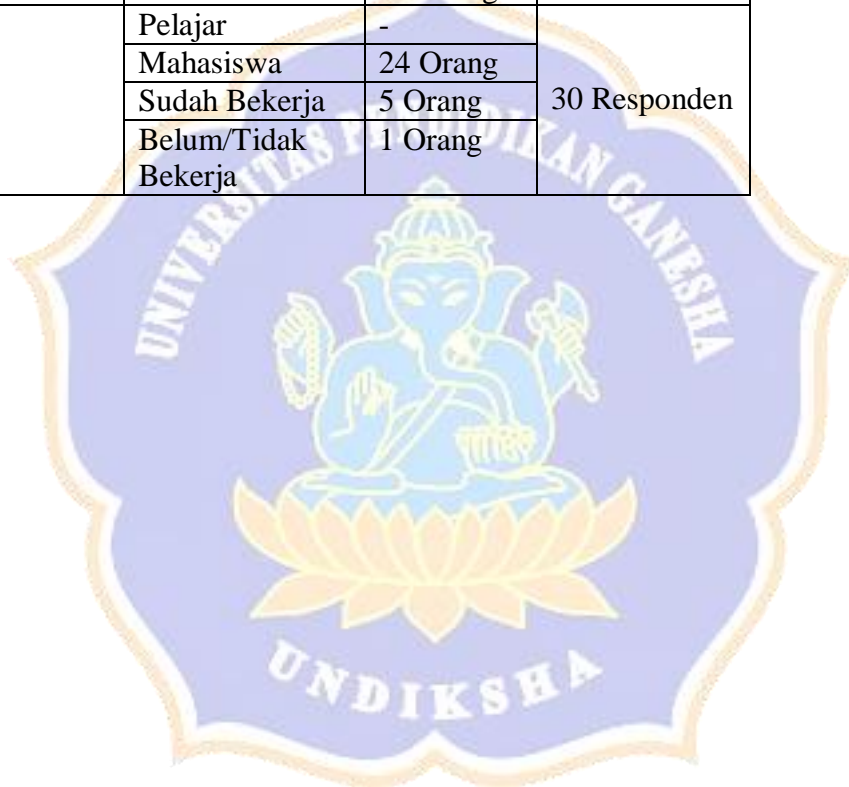 Pelajar -
Mahasiswa 24 Orang
Sudah Bekerja 5 Orang 30 Responden
Belum/Tidak 1 Orang
Bekerja
UNIVERSITAS PENDIDIKAN GANESHA
UNDIKSHA